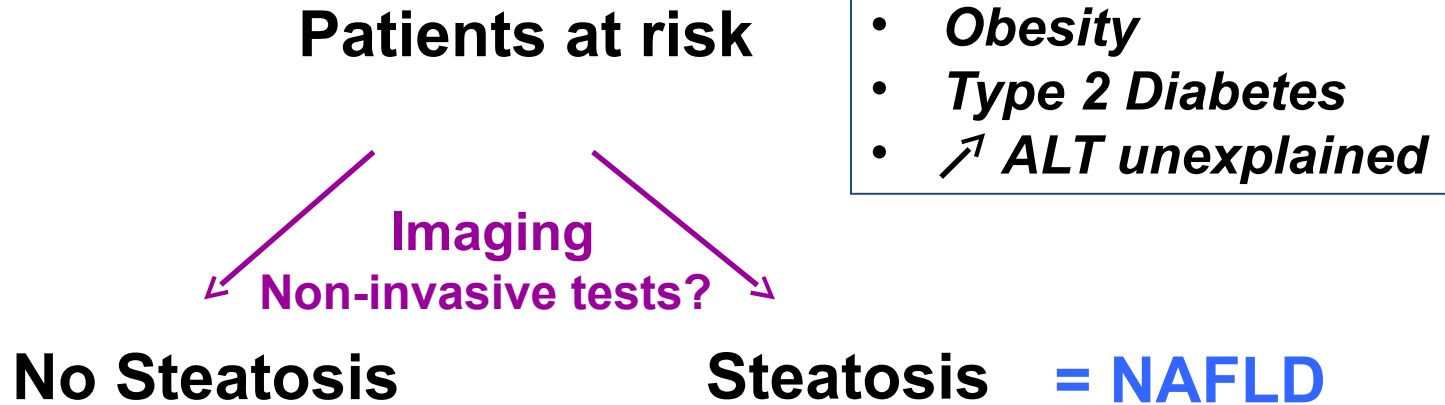 Patients at risk
• Obesity
• Type 2 Diabetes
• ↗ ALT unexplained
Imaging
Non-invasive tests?
No Steatosis
Steatosis = NAFLD